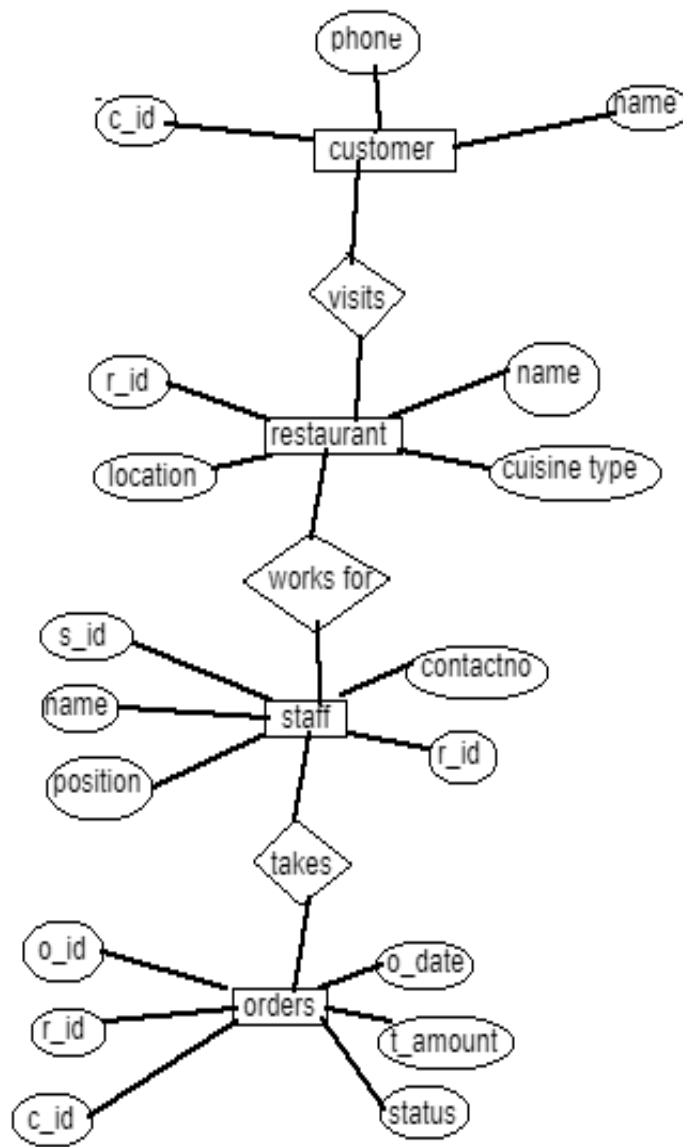 phone
c_id
name
customer
visits
r_id
name
restaurant
location
cuisine type
works for
s_id
contactno
name
staff
r_id
position
takes
o_id
o_date
orders
r_id
t_amount
c_id
status